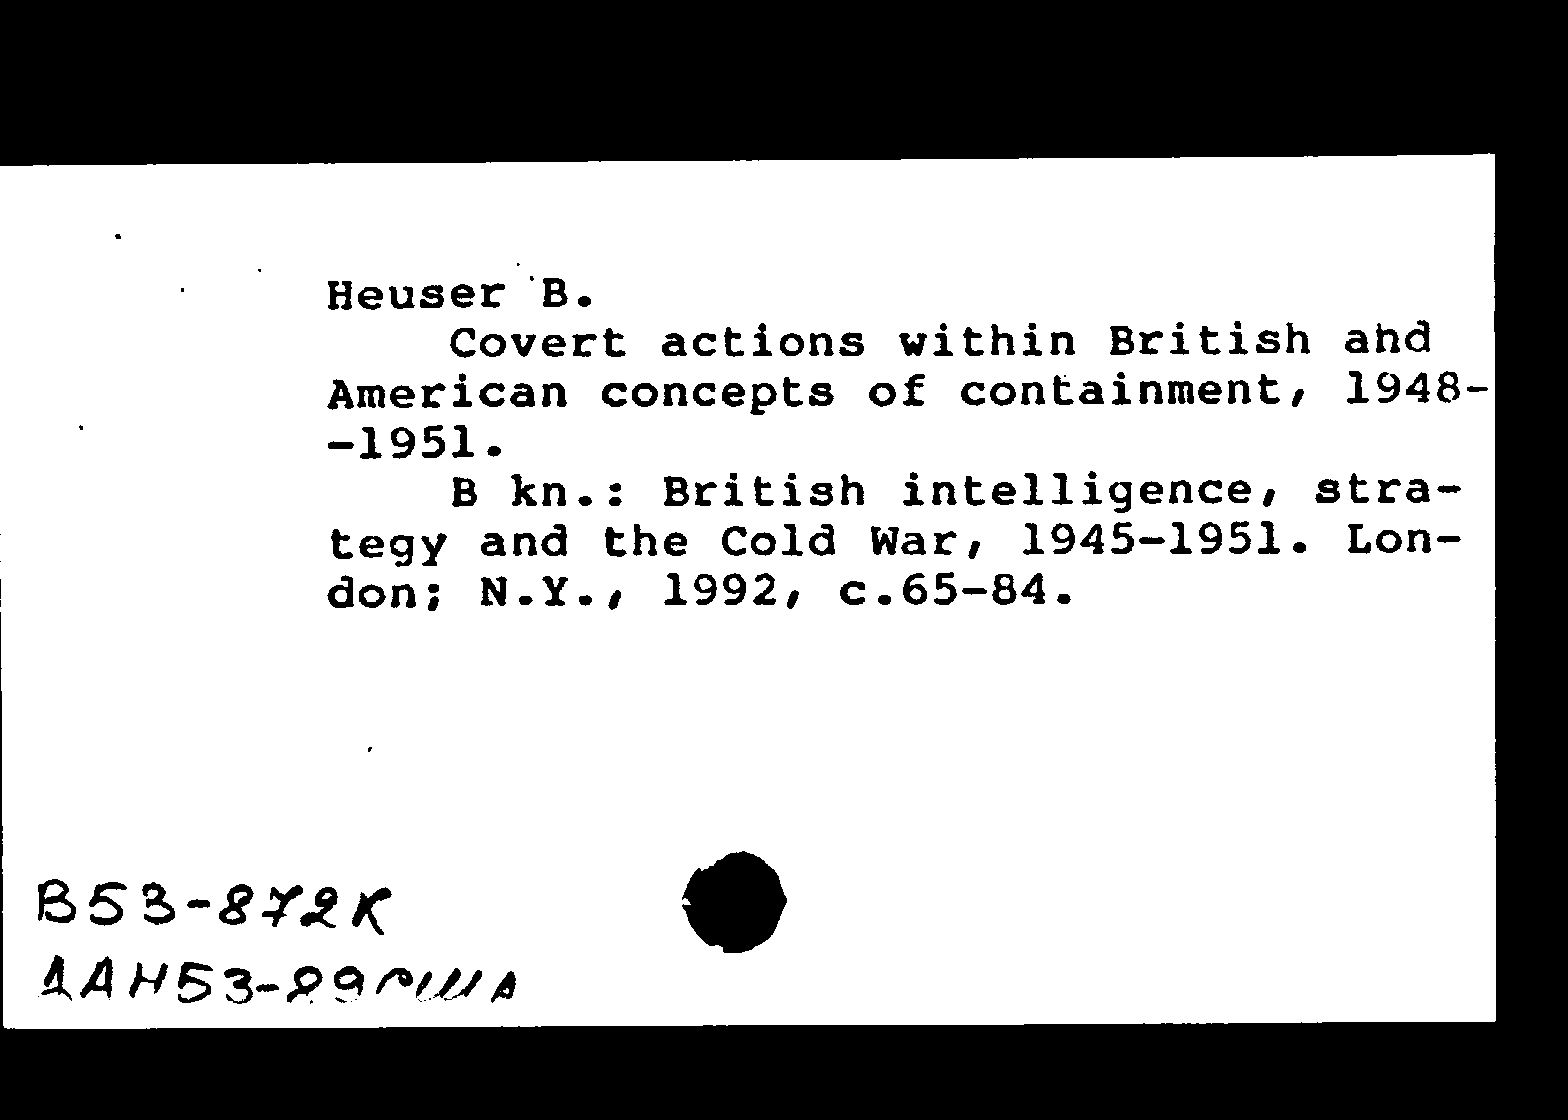 Heuser B.
Covert actions within British and
American concepts of containment, 1948-
-1951.
B kn.: British intelligence, stra-
tegy and the Cold War, 1945-1951. Lon-
don; N.Y., 1992, c.65-84.
B53-872K